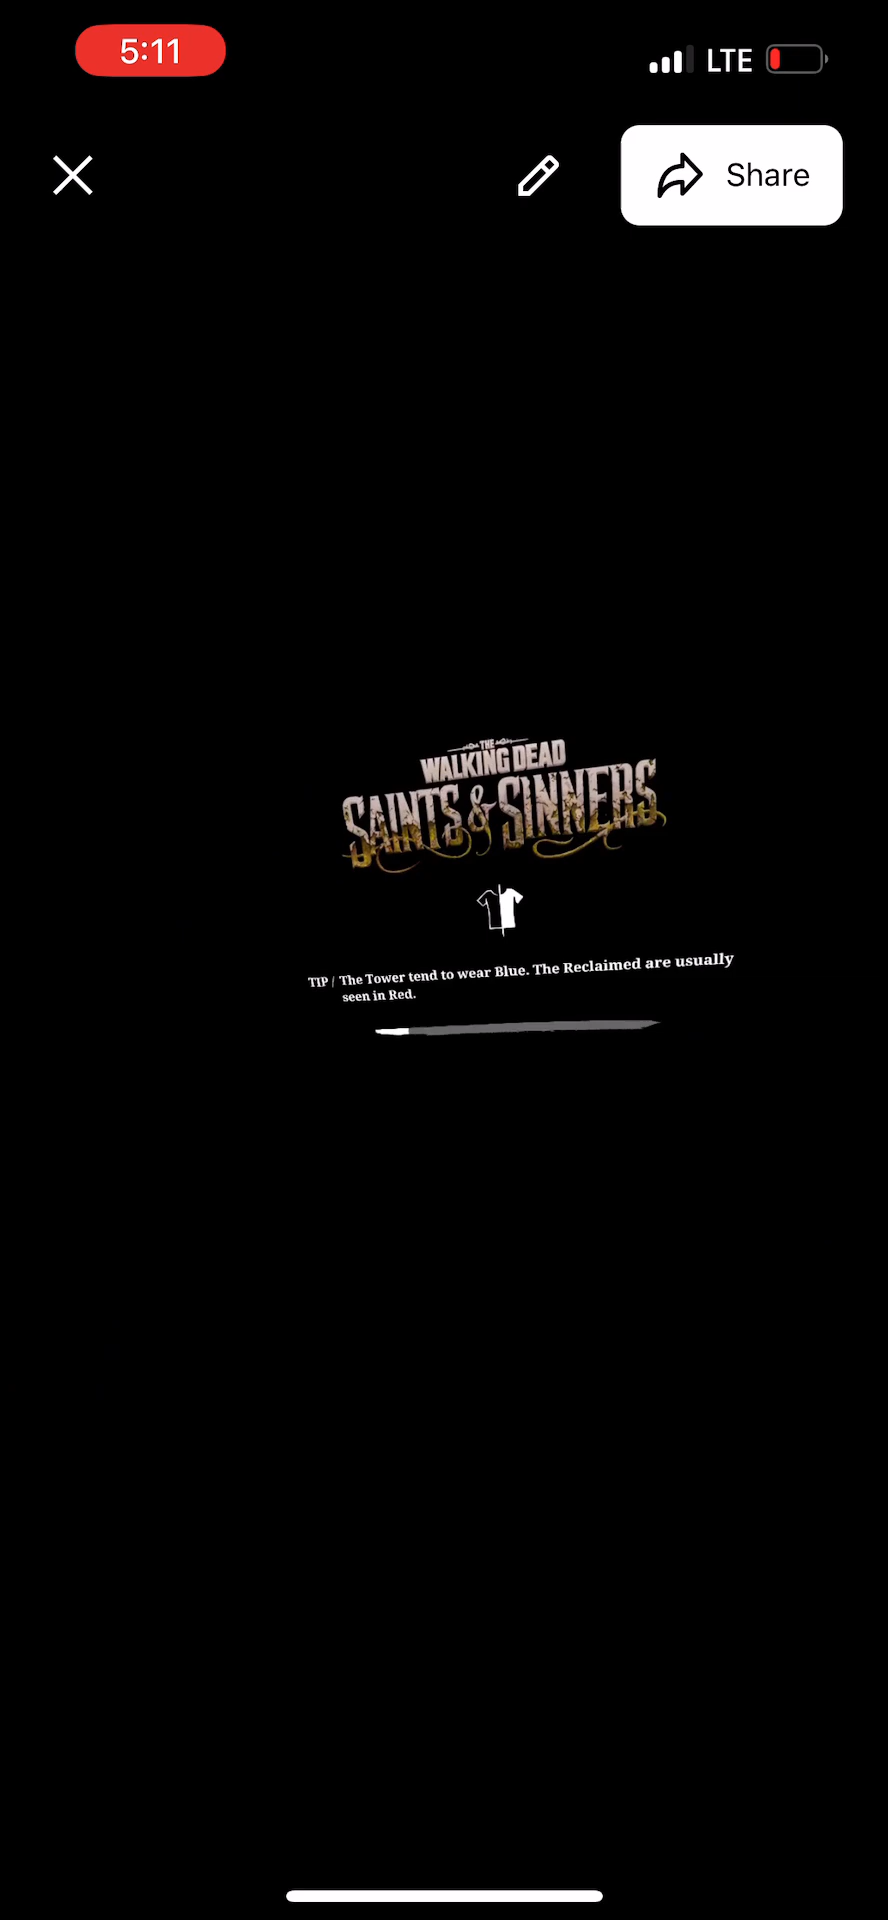 5:11
LTE
Share
THE
WALKING DEAD
SAINTS & SINNERS
TIP / The Tower tend to wear Blue. The Reclaimed are usually
seen in Red.